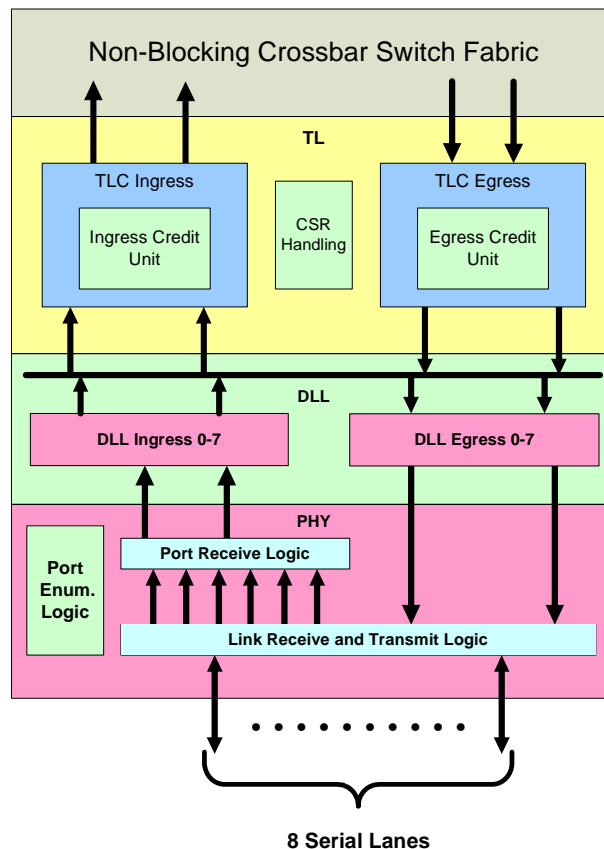 Non-Blocking Crossbar Switch Fabric
TL
TLC Ingress
Ingress Credit
Unit
CSR
Handling
TLC Egress
Egress Credit
Unit
DLL
DLL Ingress 0-7
DLL Egress 0-7
PHY
Port
Enum.
Logic
Port Receive Logic
Link Receive and Transmit Logic
8 Serial Lanes